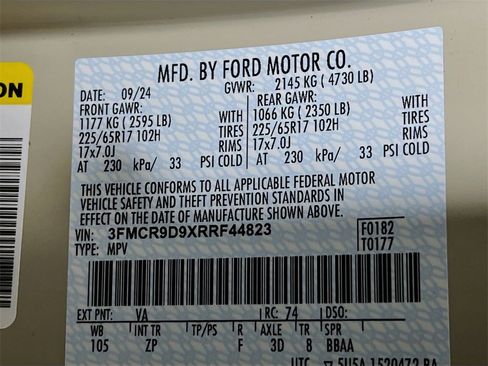 ON
MFD. BY FORD MOTOR CO.
DATE: 09/24 GVWR: 2145 KG ( 4730 LB)
FRONT GAWR: REAR GAWR:
1177 KG ( 2595 LB) WITH 1066 KG ( 2350 LB) WITH
225/65R17 102H TIRES 225/65R17 102H TIRES
17x7.0J RIMS 17x7.0J RIMS
AT 230 kPa/ 33 PSI COLD AT 230 kPa/ 33 PSI COLD
THIS VEHICLE CONFORMS TO ALL APPLICABLE FEDERAL MOTOR
VEHICLE SAFETY AND THEFT PREVENTION STANDARDS IN
EFFECT ON THE DATE OF MANUFACTURE SHOWN ABOVE.
VIN: 3FMCR9D9XRRF44823 F0182
TYPE: MPV T0177
EXT PNT: VA RC: 74 DSO:
WB INT TR TP/PS R AXLE TR SPR
105 ZP F 3D 8 BBAA
UTC 5U5A 1520472 BA